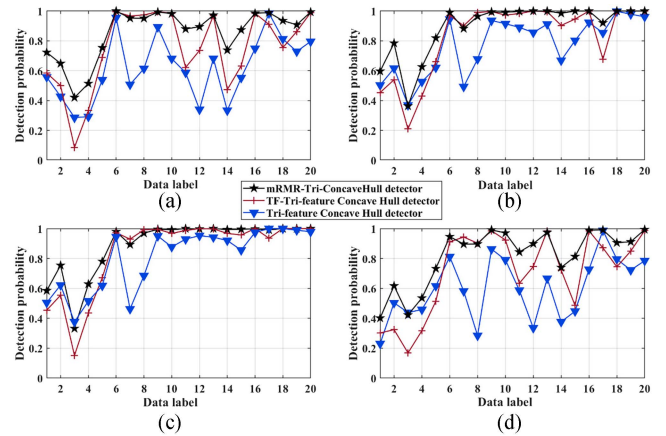 (a)
Detection probability
1
0.8
0.6
0.4
0.2
0
2 4 6 8 10 12 14 16 18 20
Data label
(b)
Detection probability
1
0.8
0.6
0.4
0.2
0
2 4 6 8 10 12 14 16 18 20
Data label
mRMR-Tri-ConcaveHull detector
TF-Tri-feature Concave Hull detector
Tri-feature Concave Hull detector
(c)
Detection probability
1
0.8
0.6
0.4
0.2
0
2 4 6 8 10 12 14 16 18 20
Data label
(d)
Detection probability
1
0.8
0.6
0.4
0.2
0
2 4 6 8 10 12 14 16 18 20
Data label